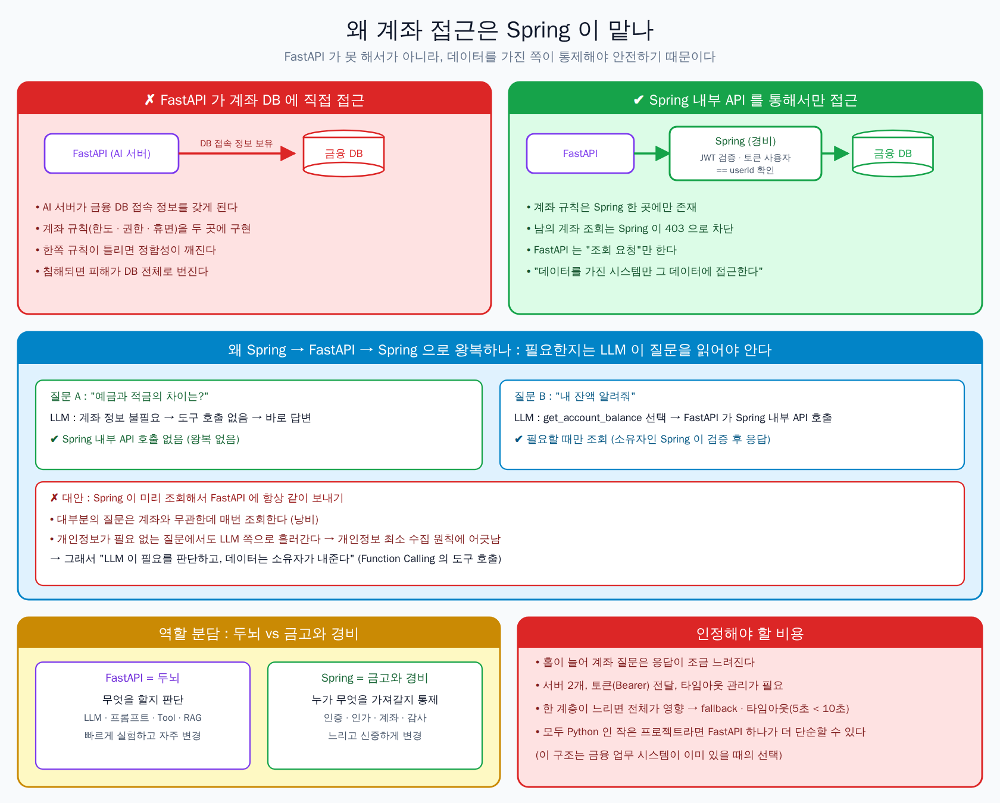 왜 계좌 접근은 Spring 이 맡나
FastAPI 가 못 해서가 아니라, 데이터를 가진 쪽이 통제해야 안전하기 때문이다
✗ FastAPI 가 계좌 DB 에 직접 접근
FastAPI (AI 서버)
DB 접속 정보 보유
금융 DB
• AI 서버가 금융 DB 접속 정보를 갖게 된다
• 계좌 규칙(한도 · 권한 · 휴면)을 두 곳에 구현
• 한쪽 규칙이 틀리면 정합성이 깨진다
• 침해되면 피해가 DB 전체로 번진다
✔ Spring 내부 API 를 통해서만 접근
FastAPI
Spring (경비)
JWT 검증 · 토큰 사용자
== userId 확인
금융 DB
• 계좌 규칙은 Spring 한 곳에만 존재
• 남의 계좌 조회는 Spring 이 403 으로 차단
• FastAPI 는 "조회 요청"만 한다
• "데이터를 가진 시스템만 그 데이터에 접근한다"
왜 Spring → FastAPI → Spring 으로 왕복하나 : 필요한지는 LLM 이 질문을 읽어야 안다
질문 A : "예금과 적금의 차이는?"
LLM : 계좌 정보 불필요 → 도구 호출 없음 → 바로 답변
✔ Spring 내부 API 호출 없음 (왕복 없음)
질문 B : "내 잔액 알려줘"
LLM : get_account_balance 선택 → FastAPI 가 Spring 내부 API 호출
✔ 필요할 때만 조회 (소유자인 Spring 이 검증 후 응답)
✗ 대안 : Spring 이 미리 조회해서 FastAPI 에 항상 같이 보내기
• 대부분의 질문은 계좌와 무관한데 매번 조회한다 (낭비)
• 개인정보가 필요 없는 질문에서도 LLM 쪽으로 흘러간다 → 개인정보 최소 수집 원칙에 어긋남
→ 그래서 "LLM 이 필요를 판단하고, 데이터는 소유자가 내준다" (Function Calling 의 도구 호출)
역할 분담 : 두뇌 vs 금고와 경비
FastAPI = 두뇌
무엇을 할지 판단
LLM · 프롬프트 · Tool · RAG
빠르게 실험하고 자주 변경
Spring = 금고와 경비
누가 무엇을 가져갈지 통제
인증 · 인가 · 계좌 · 감사
느리고 신중하게 변경
인정해야 할 비용
• 홉이 늘어 계좌 질문은 응답이 조금 느려진다
• 서버 2개, 토큰(Bearer) 전달, 타임아웃 관리가 필요
• 한 계층이 느리면 전체가 영향 → fallback · 타임아웃(5초 < 10초)
• 모두 Python 인 작은 프로젝트라면 FastAPI 하나가 더 단순할 수 있다
(이 구조는 금융 업무 시스템이 이미 있을 때의 선택)